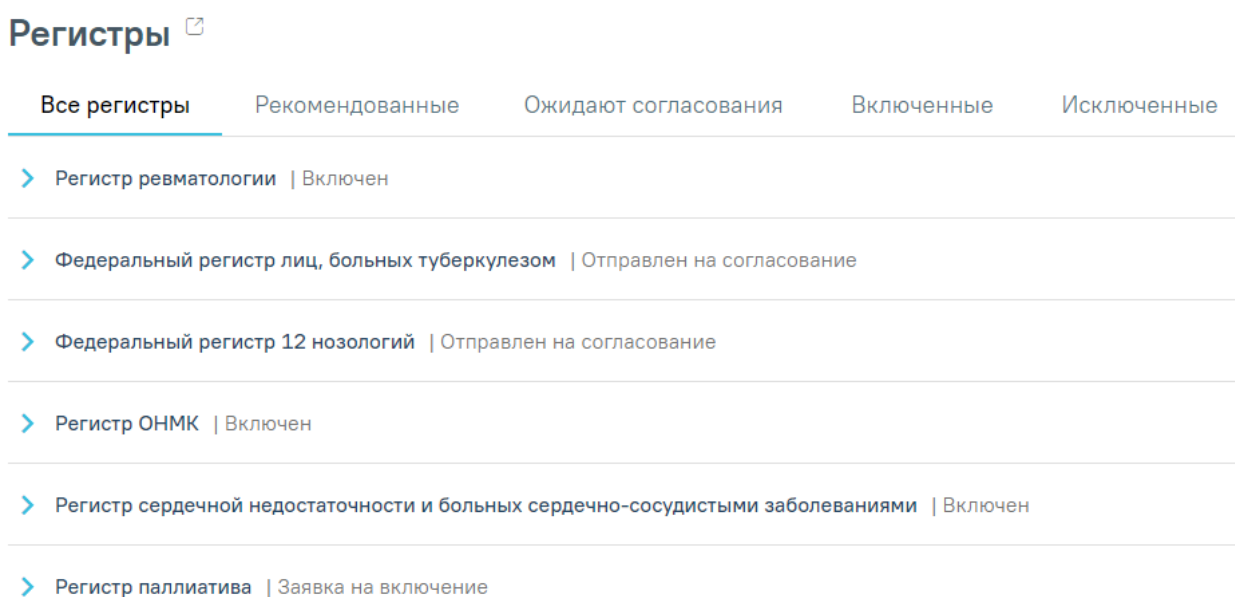 Регистры
Все регистры Рекомендованные Ожидают согласования Включенные Исключенные
Регистр ревматологии | Включен
Федеральный регистр лиц, больных туберкулезом | Отправлен на согласование
Федеральный регистр 12 нозологий | Отправлен на согласование
Регистр ОНМК | Включен
Регистр сердечной недостаточности и больных сердечно-сосудистыми заболеваниями | Включен
Регистр паллиатива | Заявка на включение